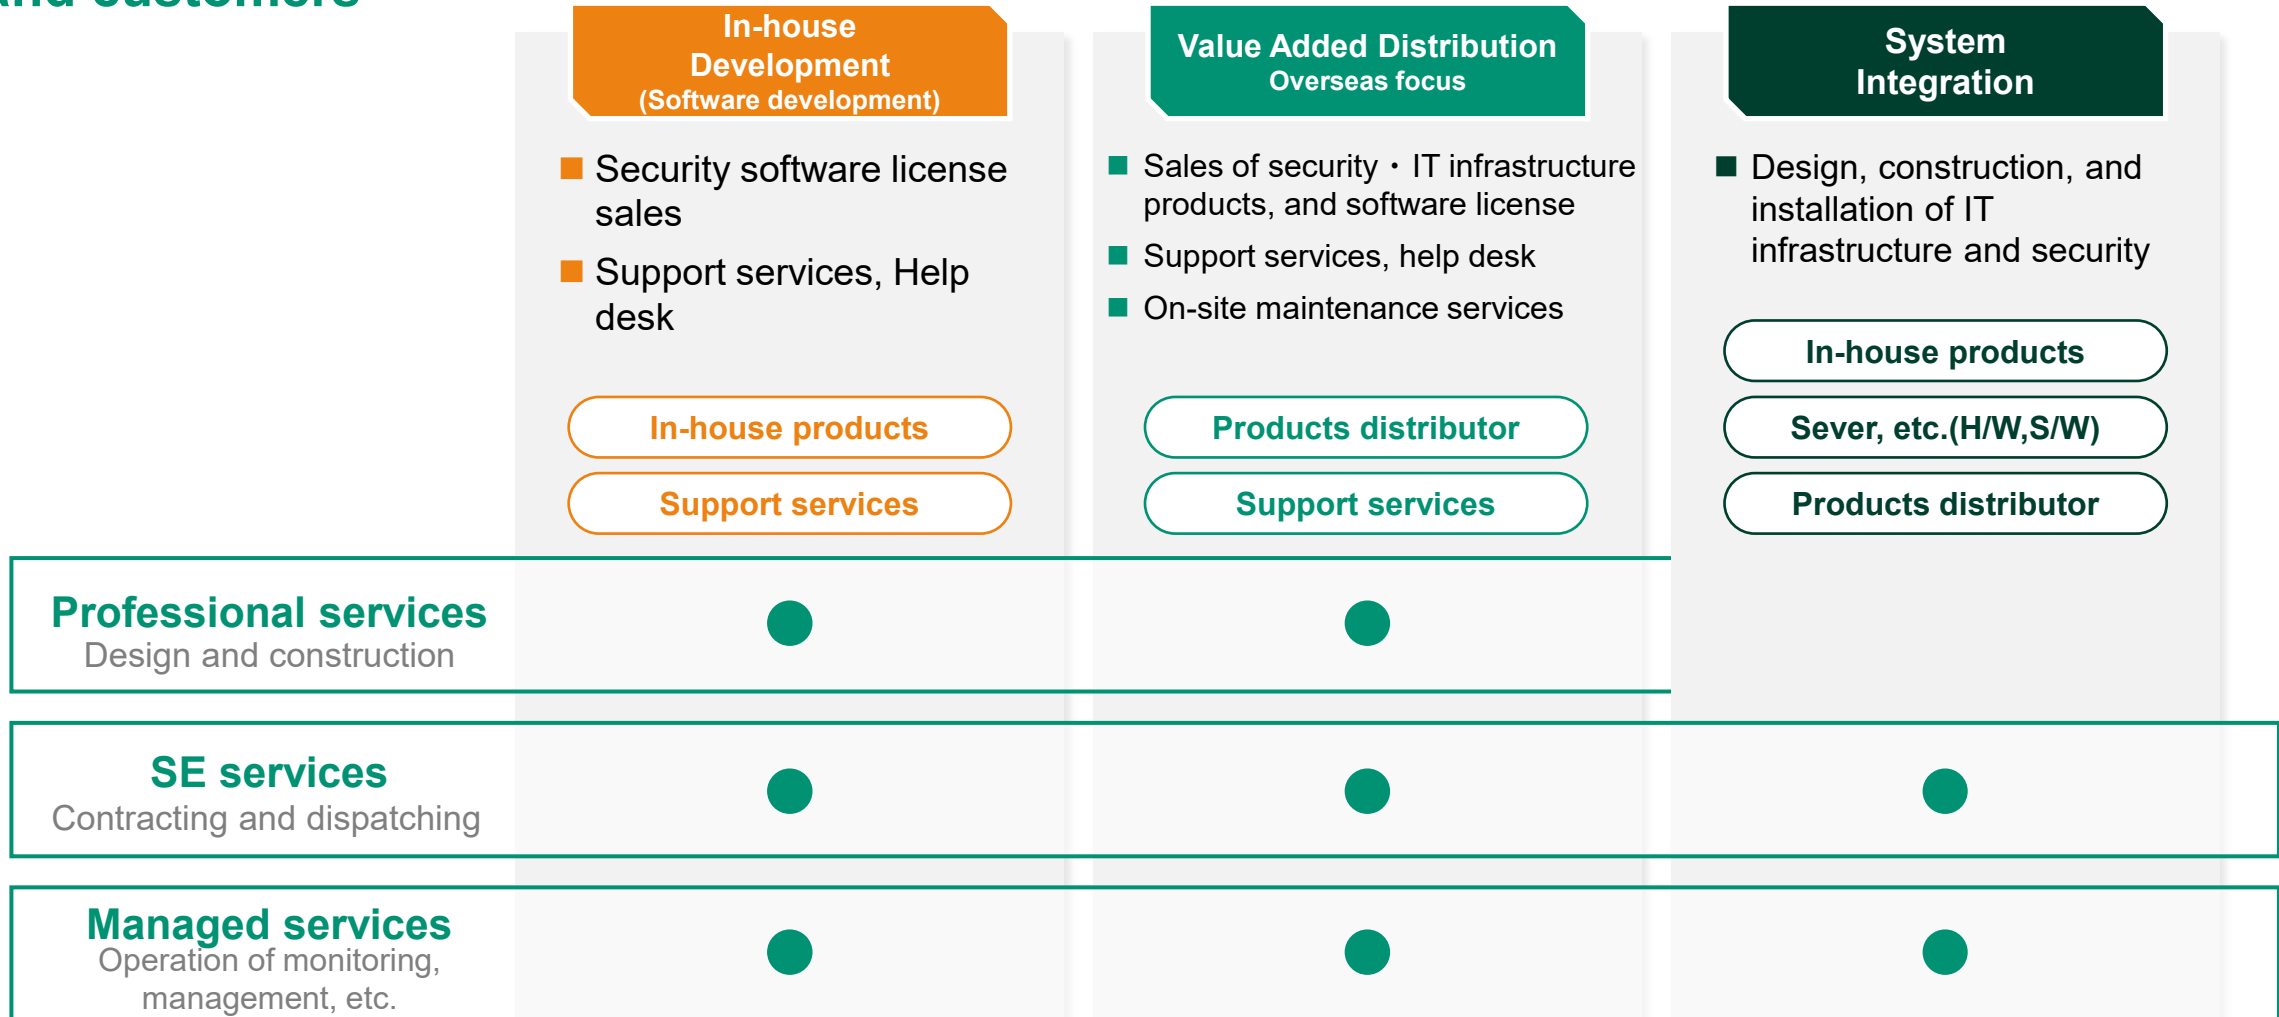 and customers
In-house
Development
(Software development)
Security software license
sales
Support services, Help
desk
In-house products
Support services
Value Added Distribution
Overseas focus
Sales of security・IT infrastructure
products, and software license
Support services, help desk
On-site maintenance services
Products distributor
Support services
System
Integration
Design, construction, and
installation of IT
infrastructure and security
In-house products
Sever, etc.(H/W,S/W)
Products distributor
Professional services
Design and construction
SE services
Contracting and dispatching
Managed services
Operation of monitoring,
management, etc.